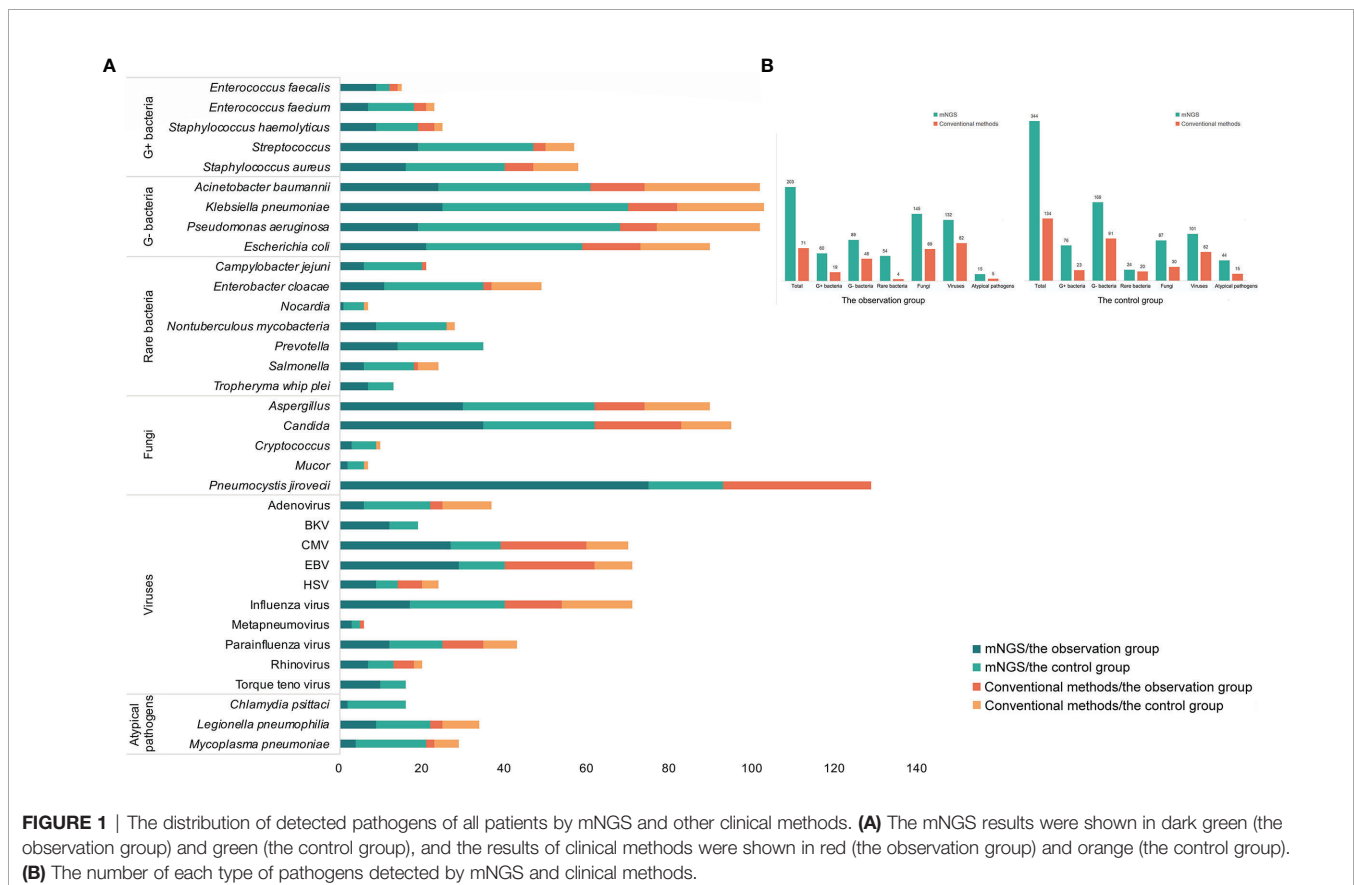 A
G+ bacteria
Enterococcus faecalis
Enterococcus faecium
Staphylococcus haemolyticus
Streptococcus
Staphylococcus aureus
G- bacteria
Acinetobacter baumannii
Klebsiella pneumoniae
Pseudomonas aeruginosa
Escherichia coli
Rare bacteria
Campylobacter jejuni
Enterobacter cloacae
Nocardia
Nontuberculous mycobacteria
Prevotella
Salmonella
Tropheryma whip plei
Fungi
Aspergillus
Candida
Cryptococcus
Mucor
Pneumocystis jirovecii
Viruses
Adenovirus
BKV
CMV
EBV
HSV
Influenza virus
Metapneumovirus
Parainfluenza virus
Rhinovirus
Torque teno virus
Atypical
pathogens
Chlamydia psittaci
Legionella pneumophilia
Mycoplasma pneumoniae
0 20 40 60 80 100 120 140
mNGS/the observation group
mNGS/the control group
Conventional methods/the observation group
Conventional methods/the control group
B
mNGS
Conventional methods
200 71 60 19 89 48 54 4 145 69 132 82 15 5
Total G+ bacteria G- bacteria Rare bacteria Fungi Viruses Atypical pathogens
The observation group
mNGS
Conventional methods
344 134 76 23 169 91 24 20 87 30 101 62 44 16
Total G+ bacteria G- bacteria Rare bacteria Fungi Viruses Atypical pathogens
The control group
FIGURE 1 | The distribution of detected pathogens of all patients by mNGS and other clinical methods. (A) The mNGS results were shown in dark green (the
observation group) and green (the control group), and the results of clinical methods were shown in red (the observation group) and orange (the control group).
(B) The number of each type of pathogens detected by mNGS and clinical methods.